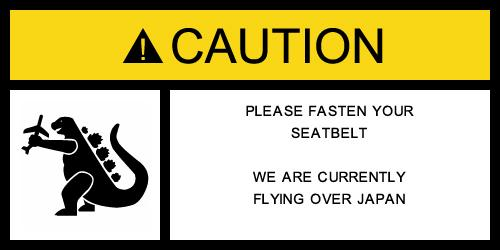 CAUTION
PLEASE FASTEN YOUR
SEATBELT
WE ARE CURRENTLY
FLYING OVER JAPAN